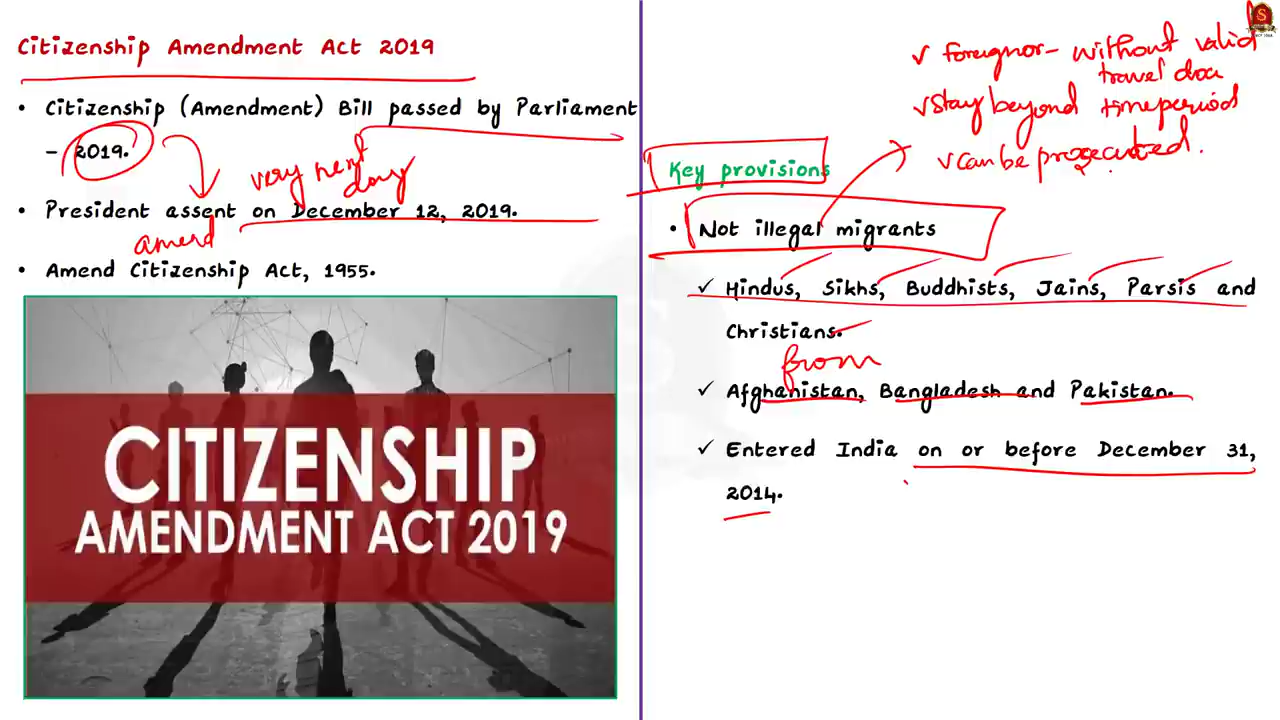 Citizenship Amendment Act 2019
• Citizenship (Amendment) Bill passed by Parliament
– 2019.
very next
day
• President assent on December 12, 2019.
amend
• Amend Citizenship Act, 1955.
CITIZENSHIP
AMENDMENT ACT 2019
✓ foreignor - without valid
travel doc
✓ stay beyond time period
✓ can be prosecuted.
Key provisions
• Not illegal migrants
✓ Hindus, Sikhs, Buddhists, Jains, Parsis and
Christians.
from
✓ Afghanistan, Bangladesh and Pakistan.
✓ Entered India on or before December 31,
2014.